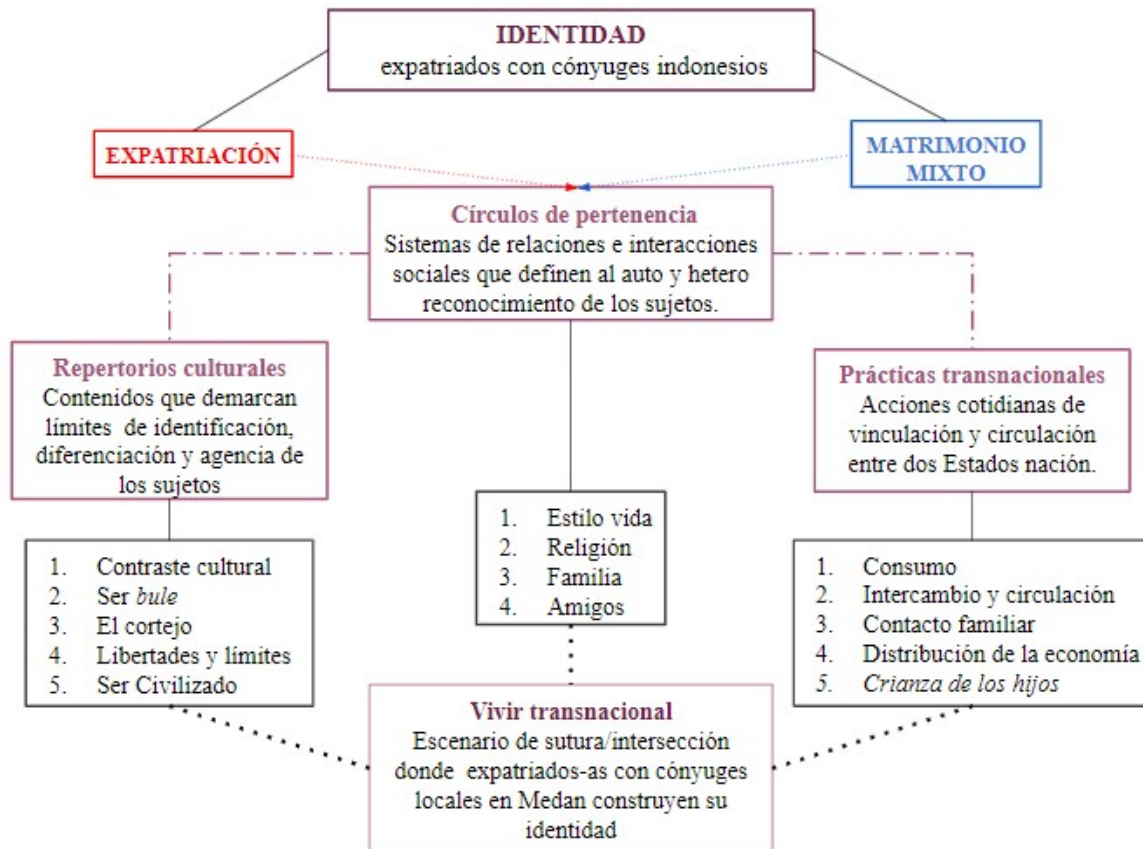 IDENTIDAD
expatriados con cónyuges indonesios
EXPATRIACIÓN
MATRIMONIO
MIXTO
Círculos de pertenencia
Sistemas de relaciones e interacciones
sociales que definen al auto y hetero
reconocimiento de los sujetos.
Repertorios culturales
Contenidos que demarcan
límites de identificación,
diferenciación y agencia de
los sujetos
Prácticas transnacionales
Acciones cotidianas de
vinculación y circulación
entre dos Estados nación.
1. Contraste cultural
2. Ser bule
3. El cortejo
4. Libertades y límites
5. Ser Civilizado
1. Estilo vida
2. Religión
3. Familia
4. Amigos
1. Consumo
2. Intercambio y circulación
3. Contacto familiar
4. Distribución de la economía
5. Crianza de los hijos
Vivir transnacional
Escenario de sutura/intersección
donde expatriados-as con cónyuges
locales en Medan construyen su
identidad